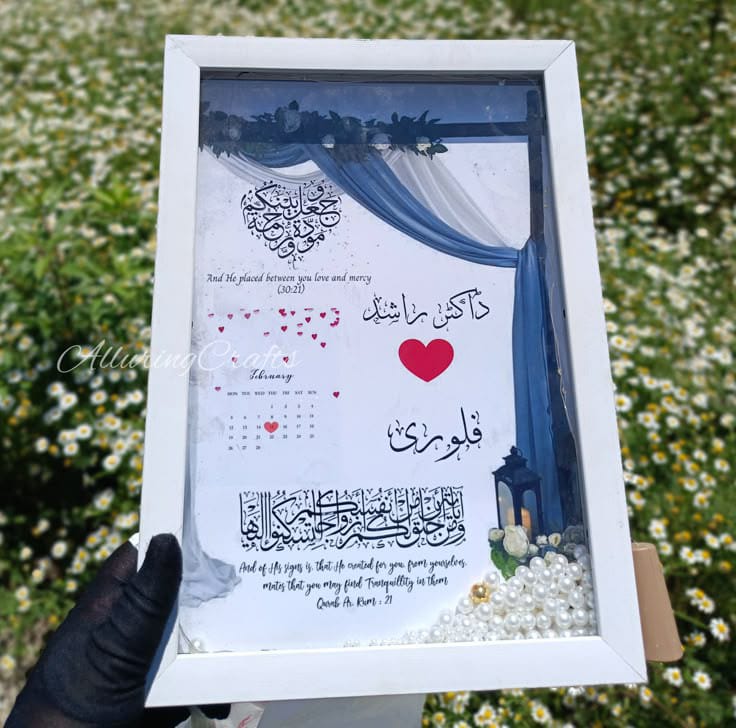 وجعل بينكم
مودة ورحمة
And He placed between you love and mercy
(30:21)
ڈاکٹر راشد
AlluringCrafts
February
MON TUE WED THU FRI SAT SUN
1 2 3 4
5 6 7 8 9 10 11
12 13 14 16 17 18
19 20 21 22 23 24 25
26 27 28
فلوری
ومن آياته أن خلق لكم من أنفسكم أزواجا لتسكنوا إليها
And of His signs is, that He created for you, from yourselves,
mates that you may find Tranquillity in them
Qurab Ar. Rum : 21